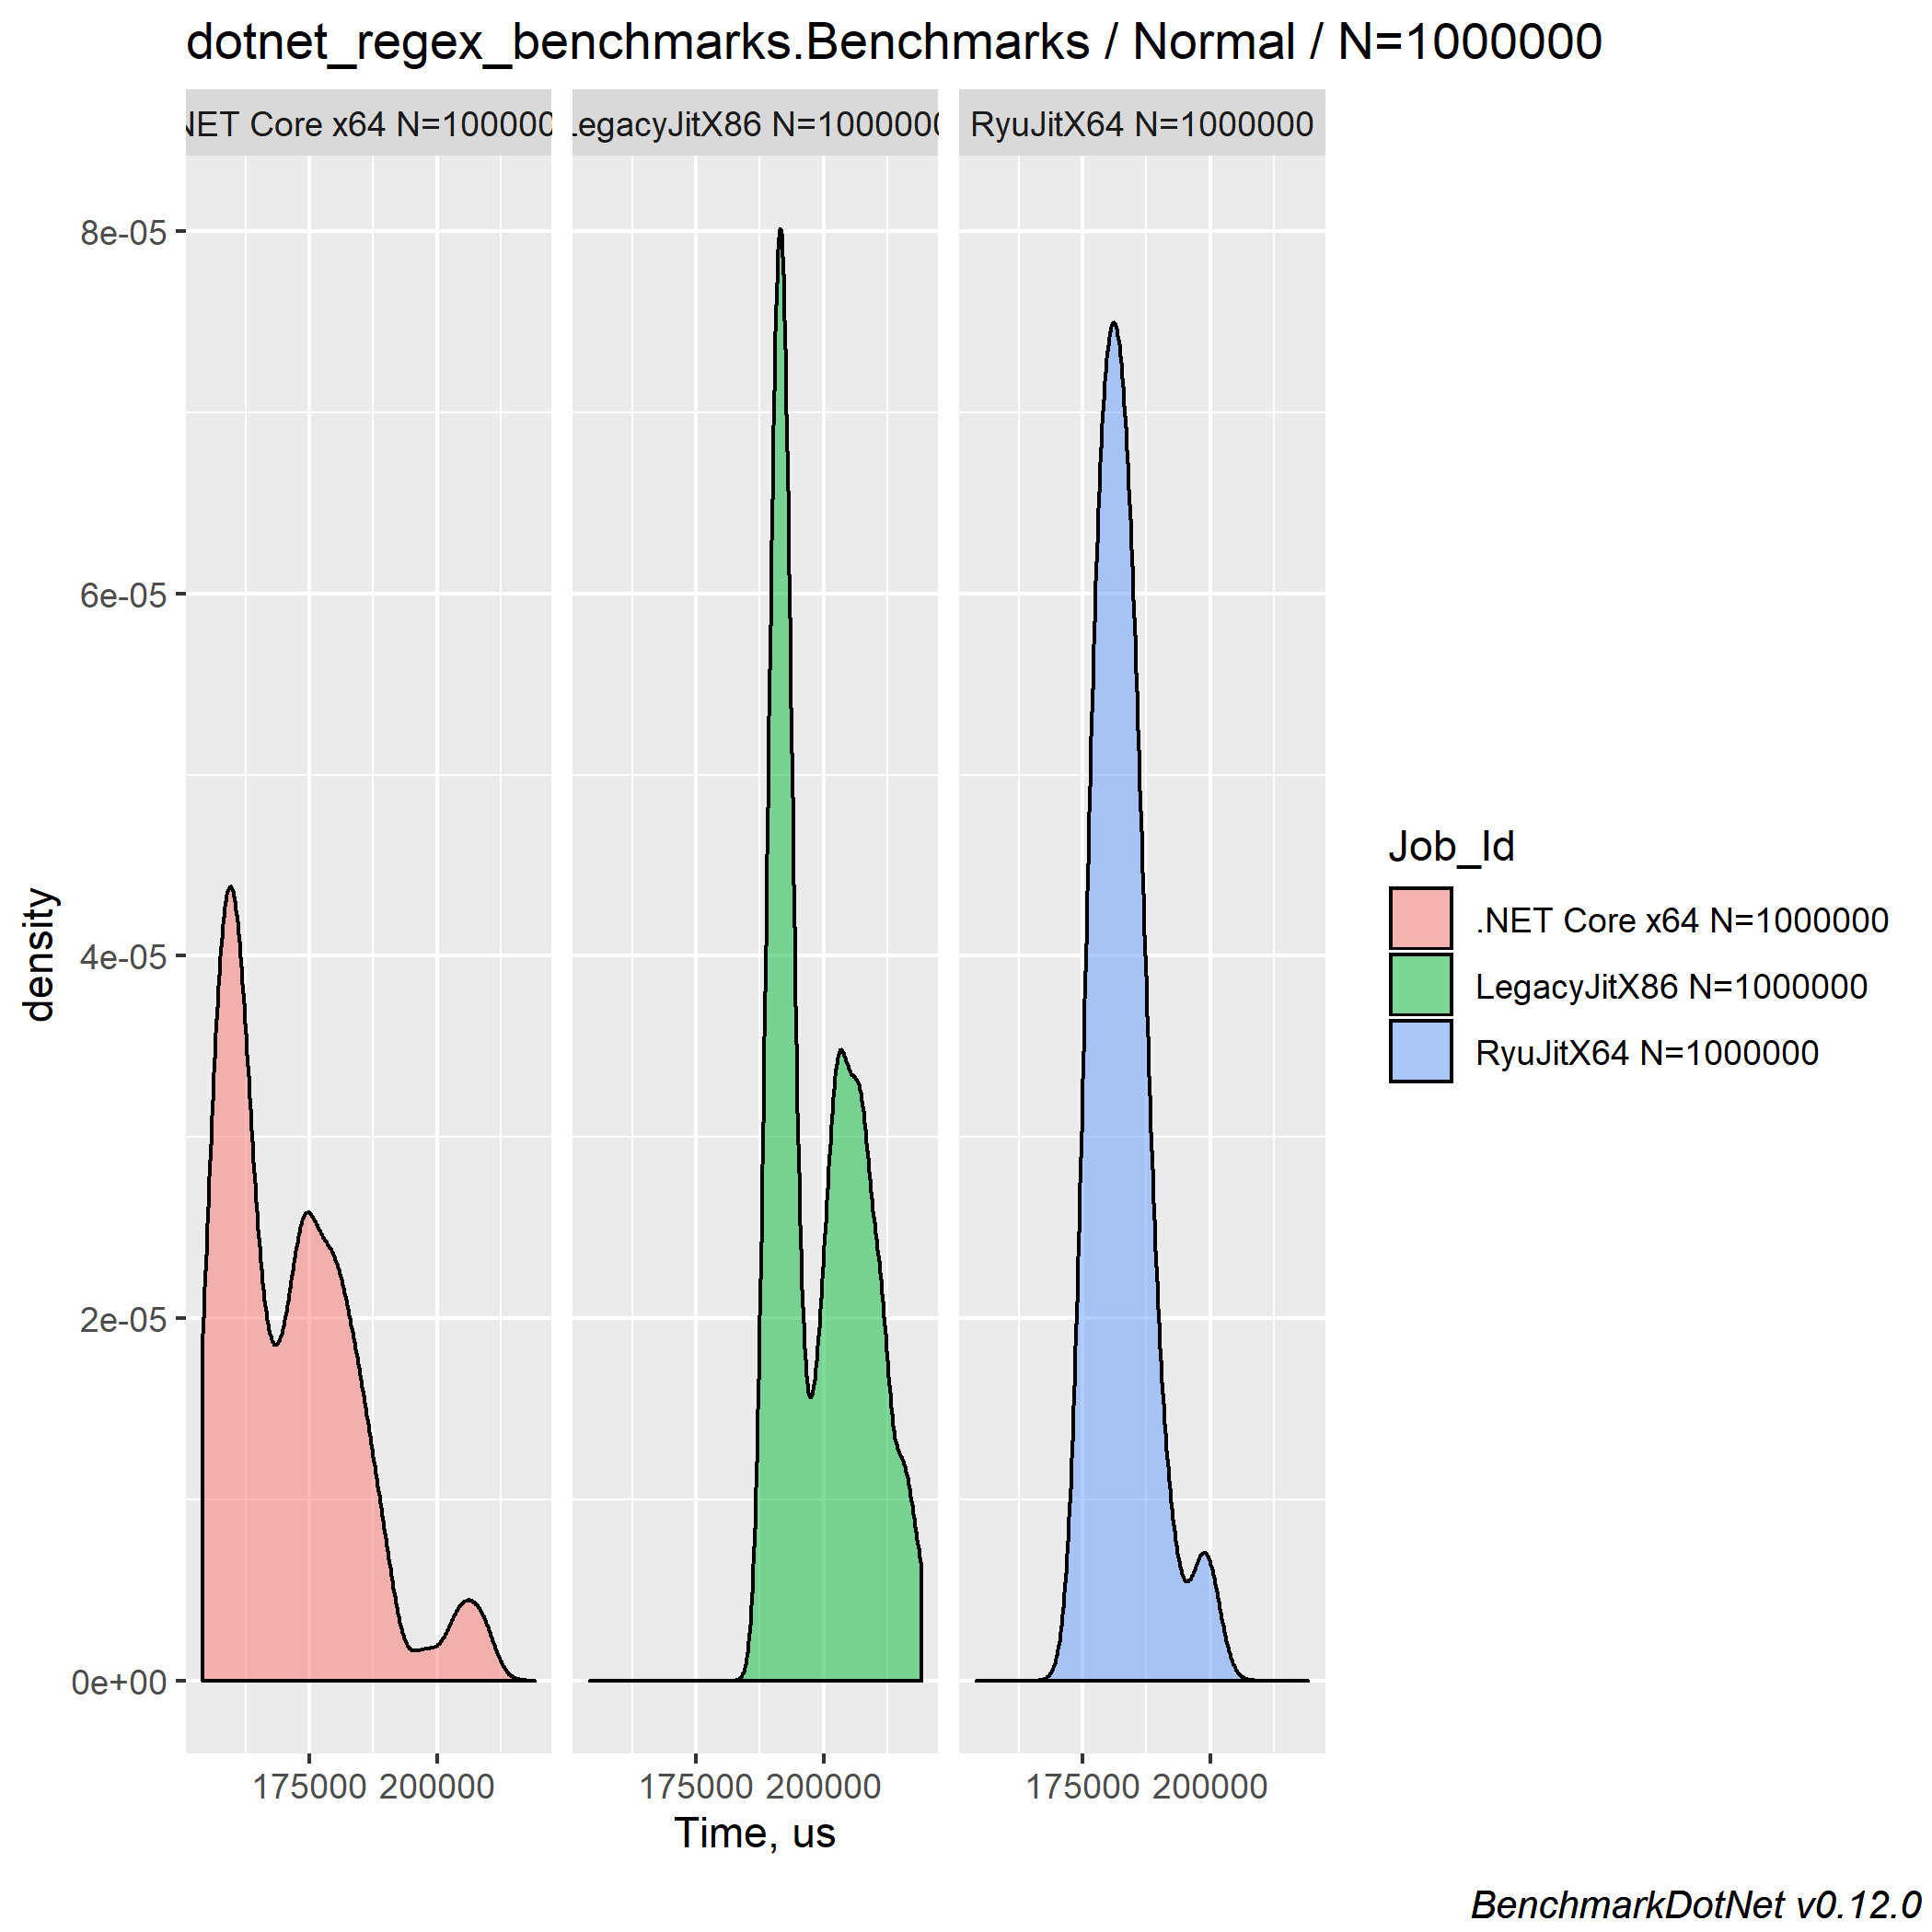 dotnet_regex_benchmarks.Benchmarks / Normal / N=1000000
NET Core x64 N=100000 LegacyJitX86 N=1000000 RyuJitX64 N=1000000
8e-05
6e-05
4e-05
2e-05
0e+00
density
175000 200000 175000 200000 175000 200000
Time, us
Job_Id
.NET Core x64 N=1000000
LegacyJitX86 N=1000000
RyuJitX64 N=1000000
BenchmarkDotNet v0.12.0